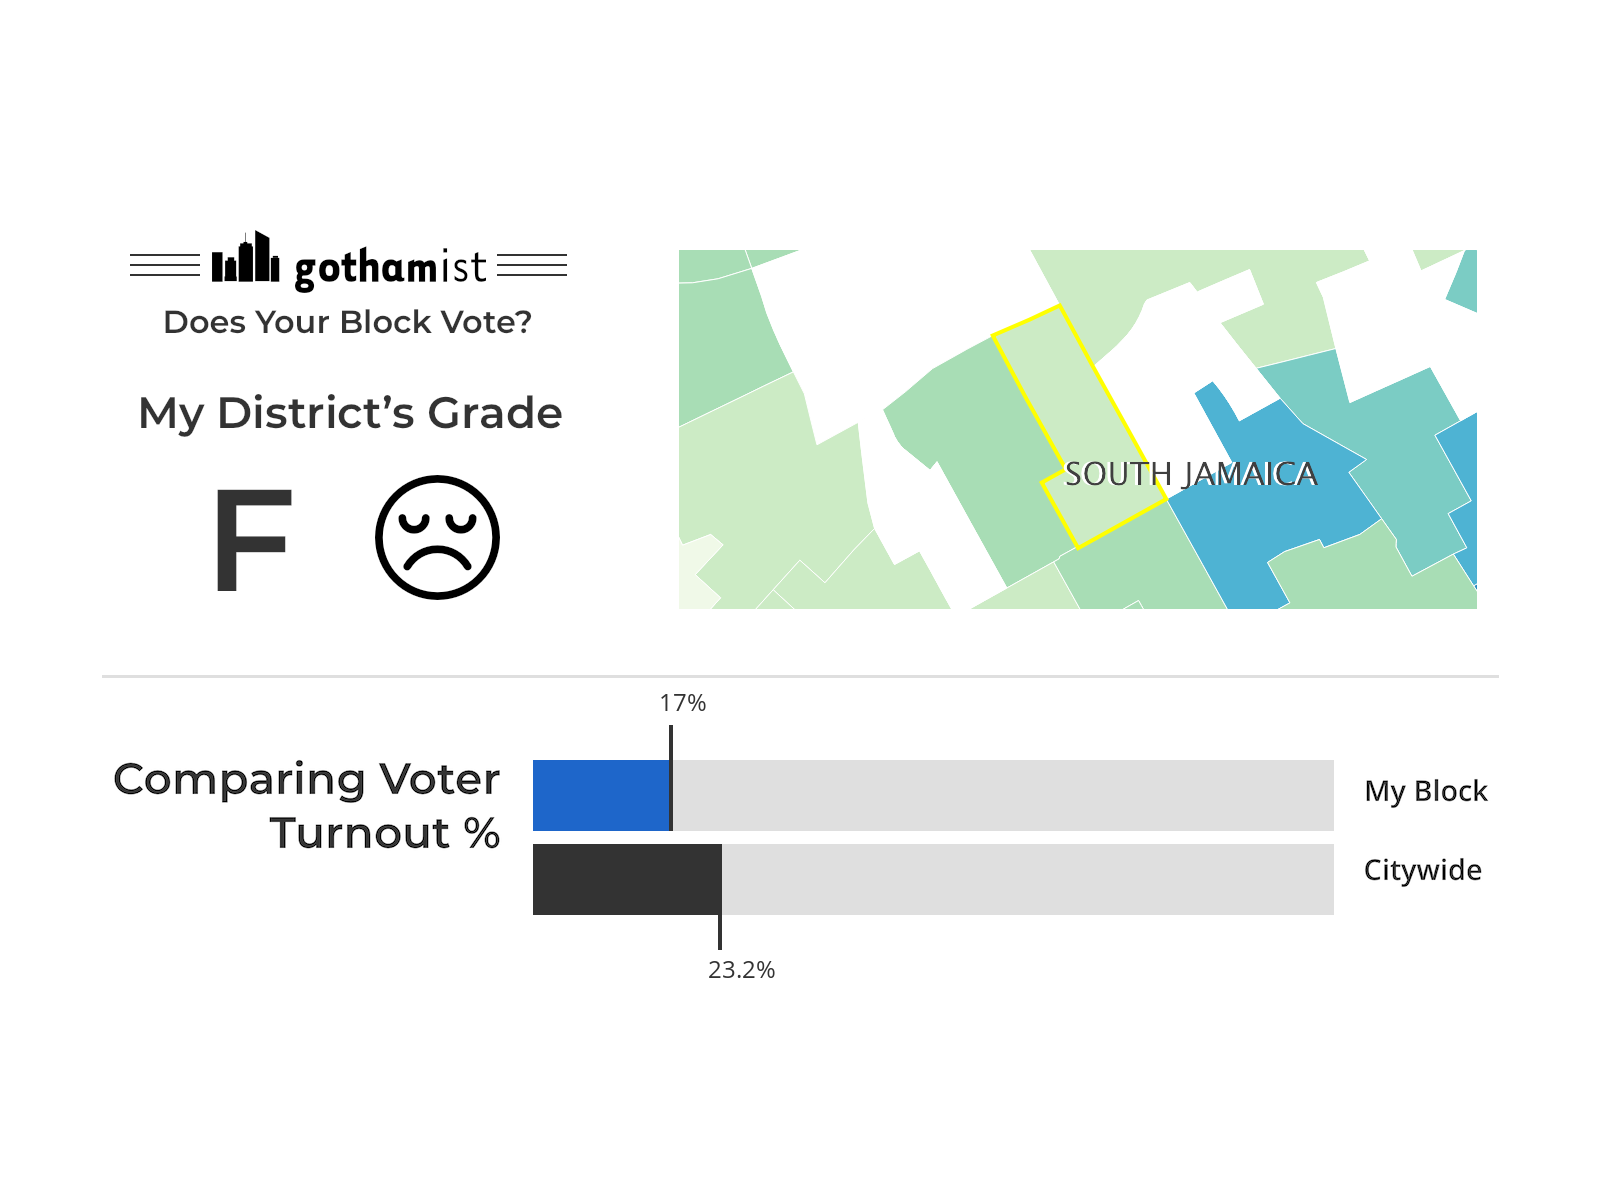 gothamist
Does Your Block Vote?
My District’s Grade
F
SOUTH JAMAICA
17%
Comparing Voter
Turnout %
My Block
Citywide
23.2%